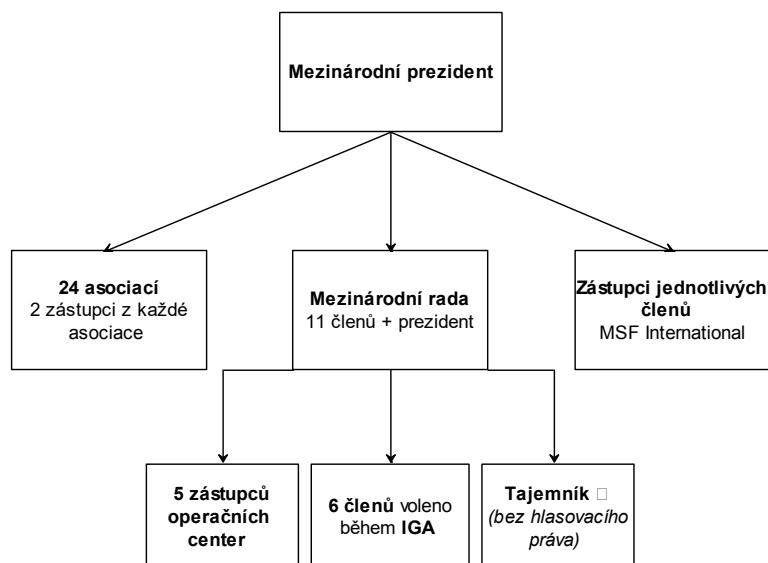 Mezinárodní prezident
24 asociací
2 zástupci z každé
asociace
Mezinárodní rada
11 členů + prezident
Zástupci jednotlivých
členů
MSF International
5 zástupců
operačních
center
6 členů voleno
během IGA
Tajemník □
(bez hlasovacího
práva)